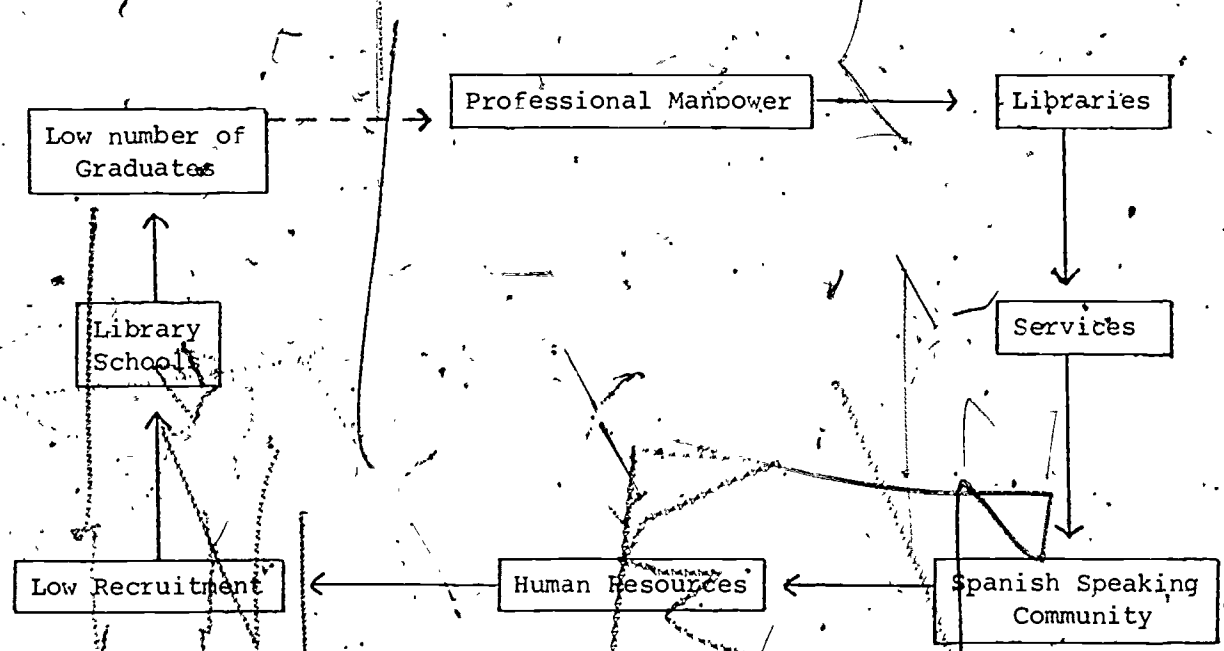 Professional Manpower
Libraries
Low number of
Graduates
Library
Schools
Services
Low Recruitment
Human Resources
Spanish Speaking
Community